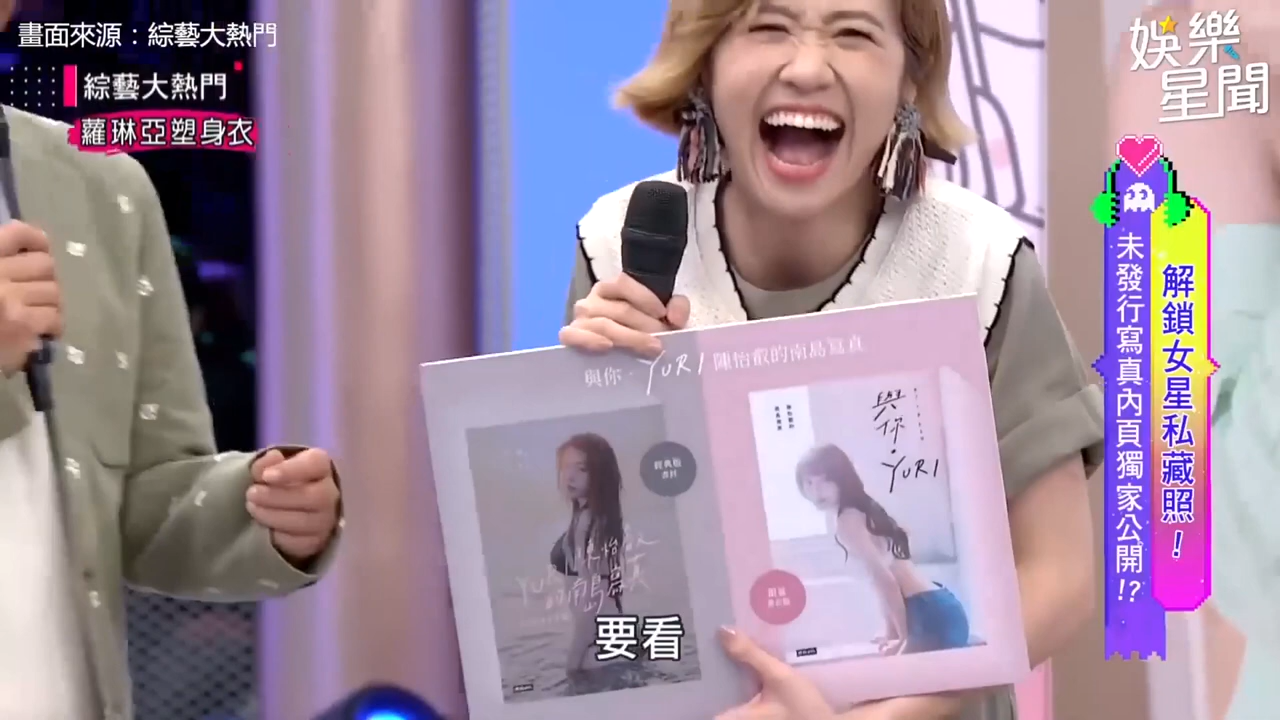 畫面來源：綜藝大熱門
綜藝大熱門
蘿琳亞塑身衣
娛樂
星聞
解鎖女星私藏照！
未發行寫真內頁獨家公開!?
與你．YURI 陳怡叡的南島寫真
經典版
與你．YURI
要看